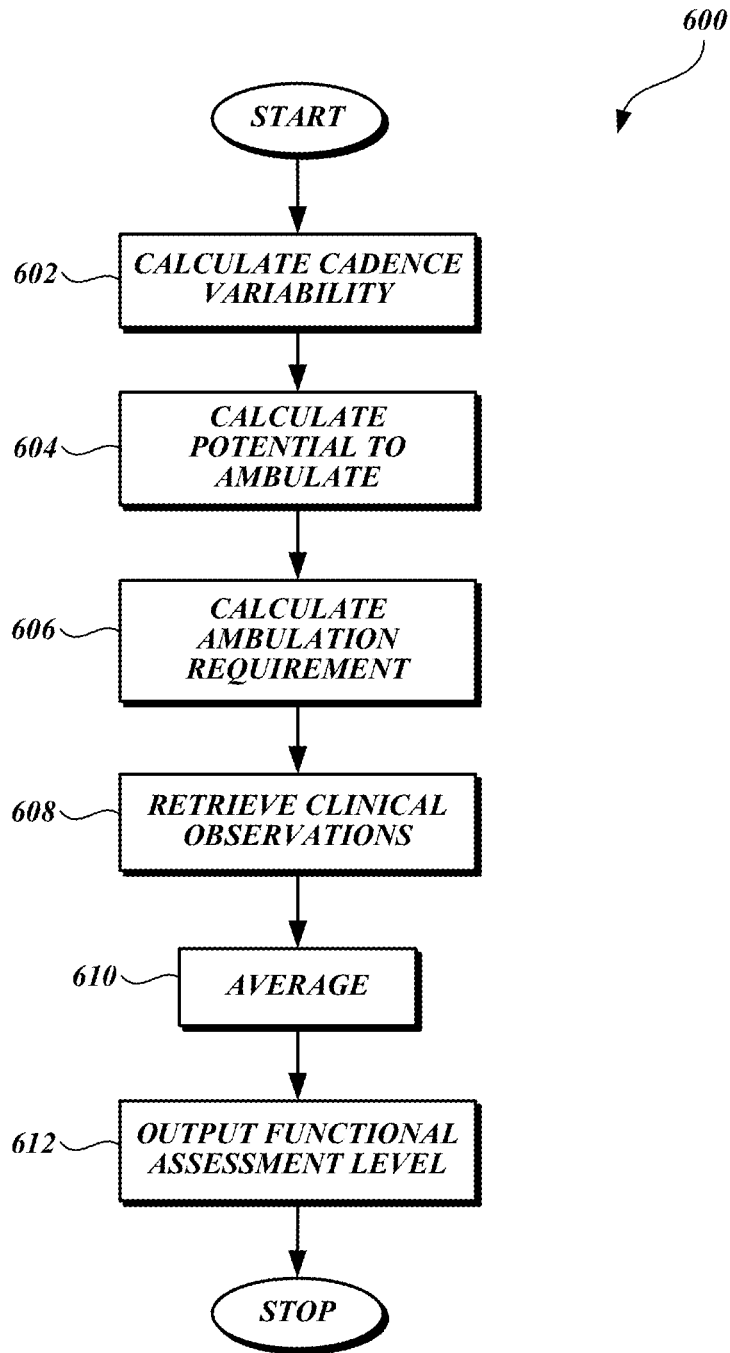 600
START
602
CALCULATE CADENCE
VARIABILITY
604
CALCULATE
POTENTIAL TO
AMBULATE
606
CALCULATE
AMBULATION
REQUIREMENT
608
RETRIEVE CLINICAL
OBSERVATIONS
610
AVERAGE
612
OUTPUT FUNCTIONAL
ASSESSMENT LEVEL
STOP